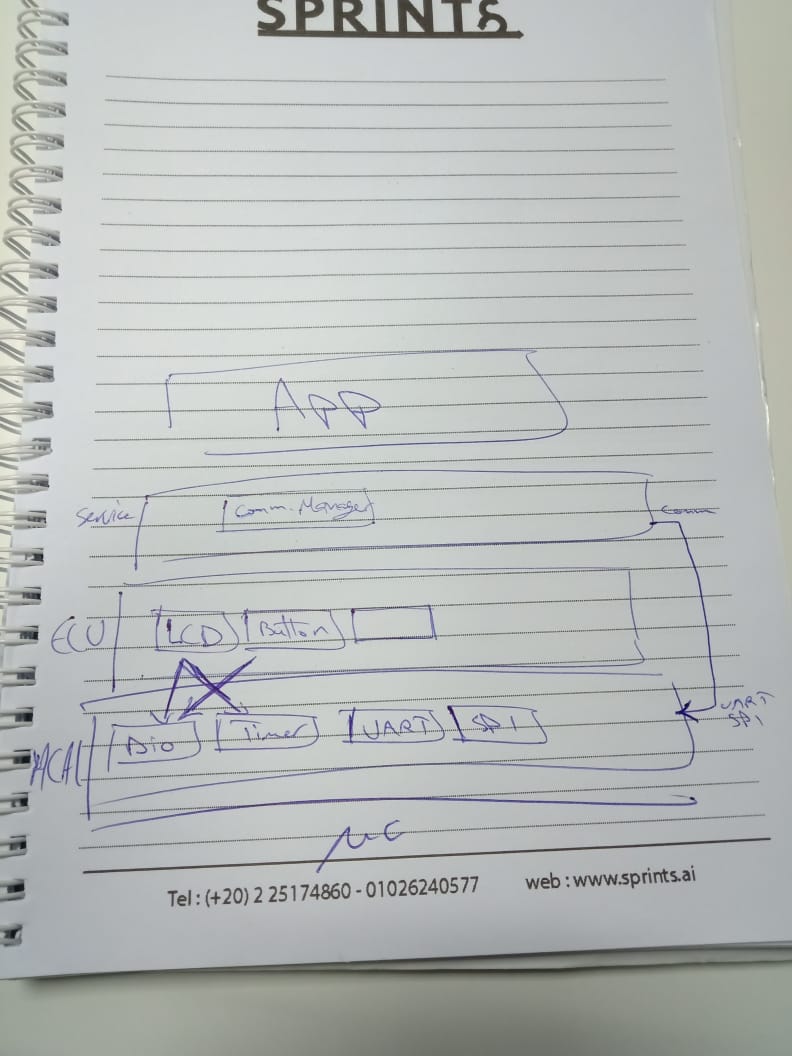 SPRINTS
App
Service
Comm. Manager
Comm
ECU
LCD
Button
UART
SPI
MCAL
Dio
Timer
UART
SPI
μC
Tel : (+20) 2 25174860 - 01026240577
web : www.sprints.ai